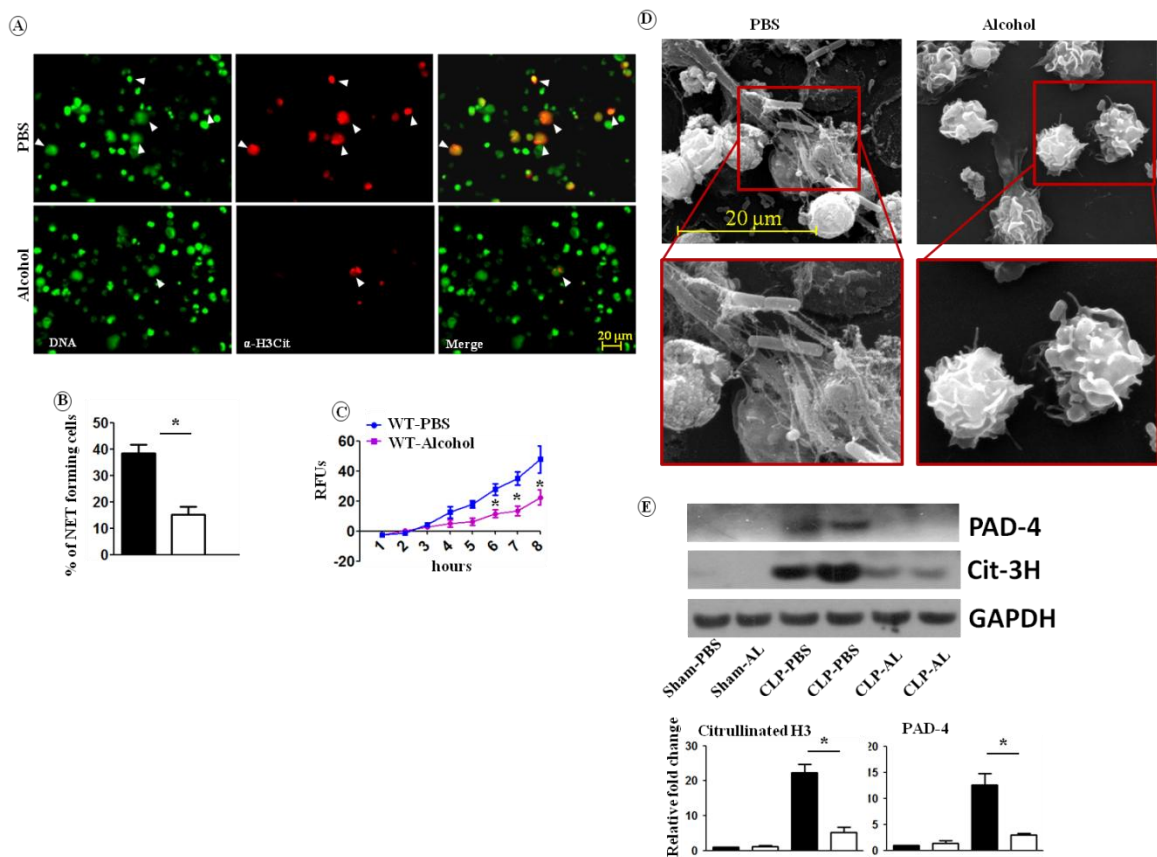 A
PBS
Alcohol
DNA
α-H3Cit
Merge
20 μm
B
% of NET forming cells
50
40
30
20
10
0
*
C
WT-PBS
WT-Alcohol
RFUs
60
40
20
0
-20
* * *
1 2 3 4 5 6 7 8
hours
D
PBS
Alcohol
20 μm
E
PAD-4
Cit-3H
GAPDH
Sham-PBS
Sham-AL
CLP-PBS
CLP-PBS
CLP-AL
CLP-AL
Relative fold change
Citrullinated H3
30
20
10
0
*
PAD-4
20
15
10
5
0
*